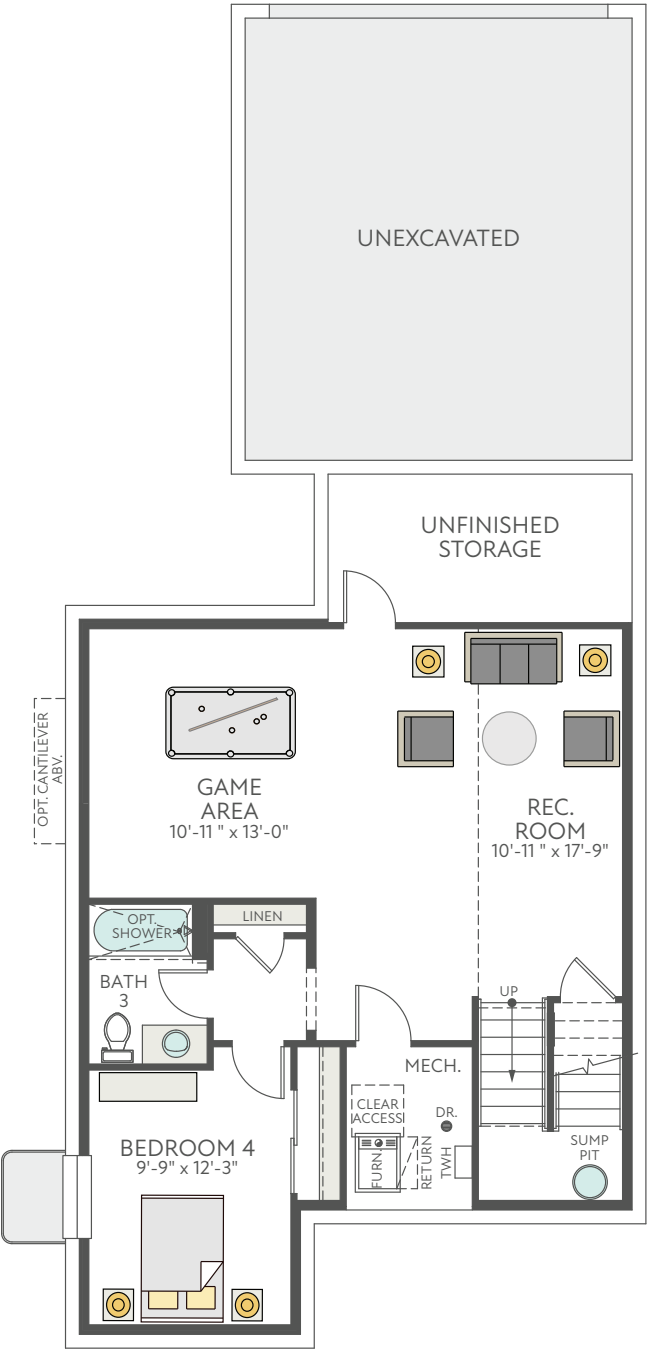 UNEXCAVATED
UNFINISHED
STORAGE
OPT. CANTILEVER
ABV.
GAME
AREA
10'-11 " x 13'-0"
REC.
ROOM
10'-11 " x 17'-9"
OPT.
SHOWER
LINEN
BATH
3
UP
MECH.
CLEAR
ACCESS
DR.
FURN.
RETURN
TWH
SUMP
PIT
BEDROOM 4
9'-9" x 12'-3"